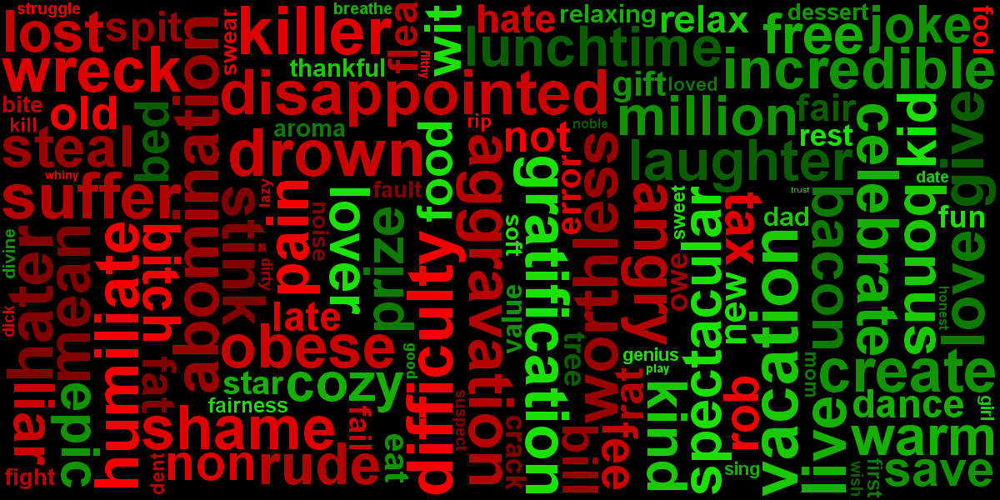 struggle
lost
spit
swear
killer
breathe
flea
filthy
wit
hate
relaxing
relax
dessert
free
joke
fool
wreck
abomination
thankful
lunchtime
incredible
disappointed
gift
loved
bite
old
kill
bed
aroma
rip
not
noble
million
fair
rest
celebrate
kid
give
steal
drown
food
laughter
whiny
suffer
stink
lazy
pain
noise
fault
lover
prize
aggravation
gratification
error
worthless
angry
sweet
spectacular
tax
trust
date
bonus
dad
bacon
fun
divine
hater
mean
humiliate
bitch
dirty
difficulty
soft
owe
new
vacation
honest
love
dick
late
value
obese
good
tree
genius
play
mom
create
liar
epic
fat
star
cozy
fairness
suspect
frat
kind
rob
live
dance
girl
shame
fail
eat
crack
bill
fee
warm
fight
dent
non
rude
sing
wish
first
save